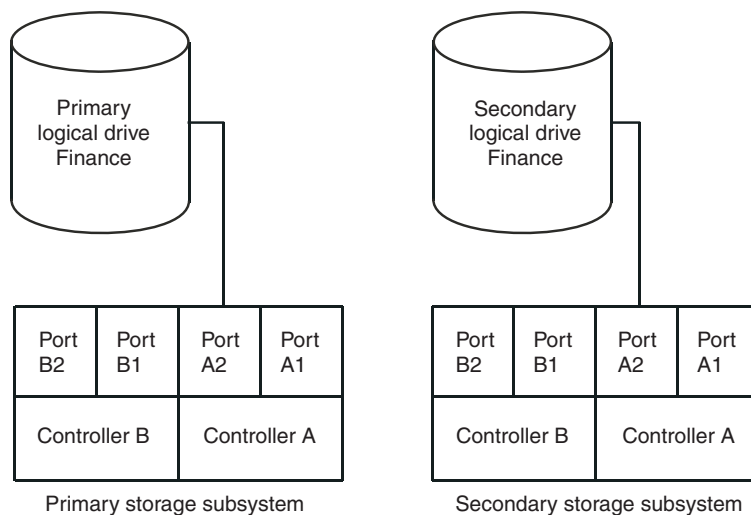 Primary
logical drive
Finance
Secondary
logical drive
Finance
Port
B2
Port
B1
Port
A2
Port
A1
Controller B
Controller A
Primary storage subsystem
Port
B2
Port
B1
Port
A2
Port
A1
Controller B
Controller A
Secondary storage subsystem